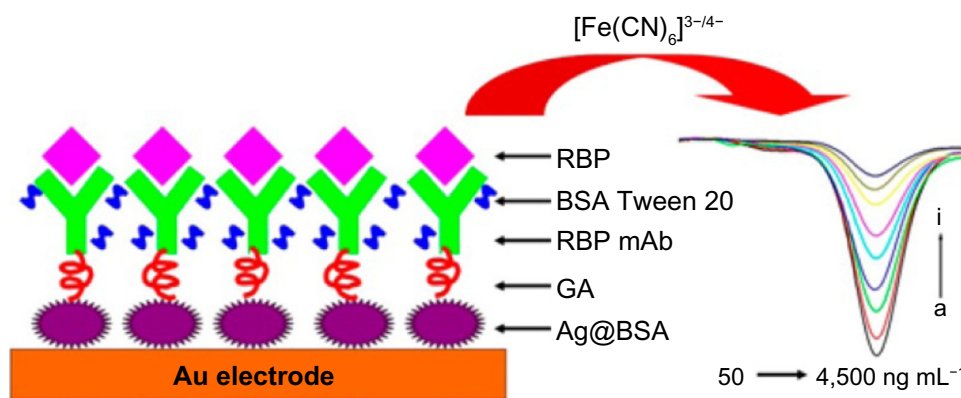 [Fe(CN)₆]³⁻/⁴⁻
RBP
BSA Tween 20
RBP mAb
GA
Ag@BSA
Au electrode
i
a
50 → 4,500 ng mL⁻¹